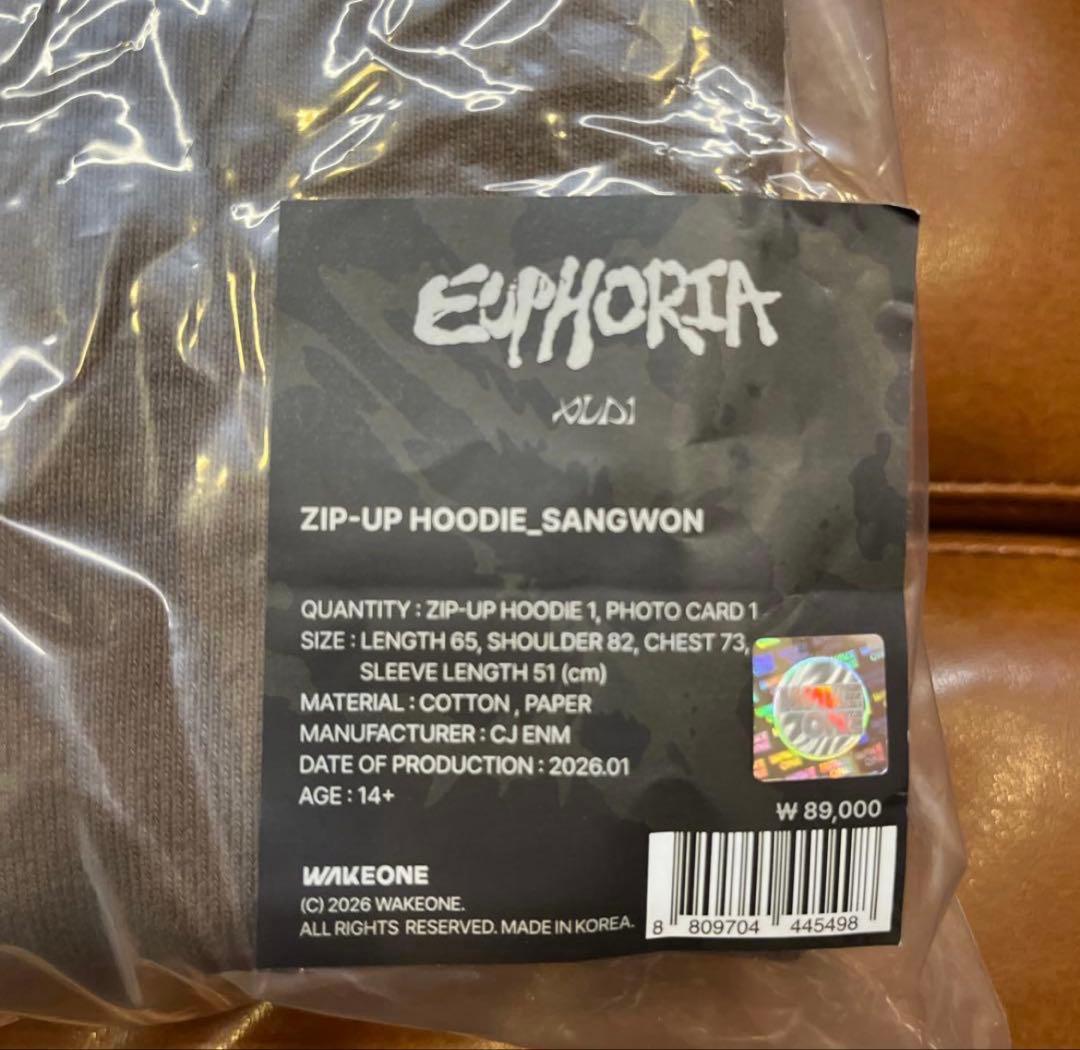 EUPHORIA
ALD1
ZIP-UP HOODIE_SANGWON
QUANTITY : ZIP-UP HOODIE 1, PHOTO CARD 1
SIZE : LENGTH 65, SHOULDER 82, CHEST 73,
SLEEVE LENGTH 51 (cm)
MATERIAL : COTTON , PAPER
MANUFACTURER : CJ ENM
DATE OF PRODUCTION : 2026.01
AGE : 14+
₩ 89,000
WAKEONE
(C) 2026 WAKEONE.
ALL RIGHTS RESERVED. MADE IN KOREA.
8 809704 445498